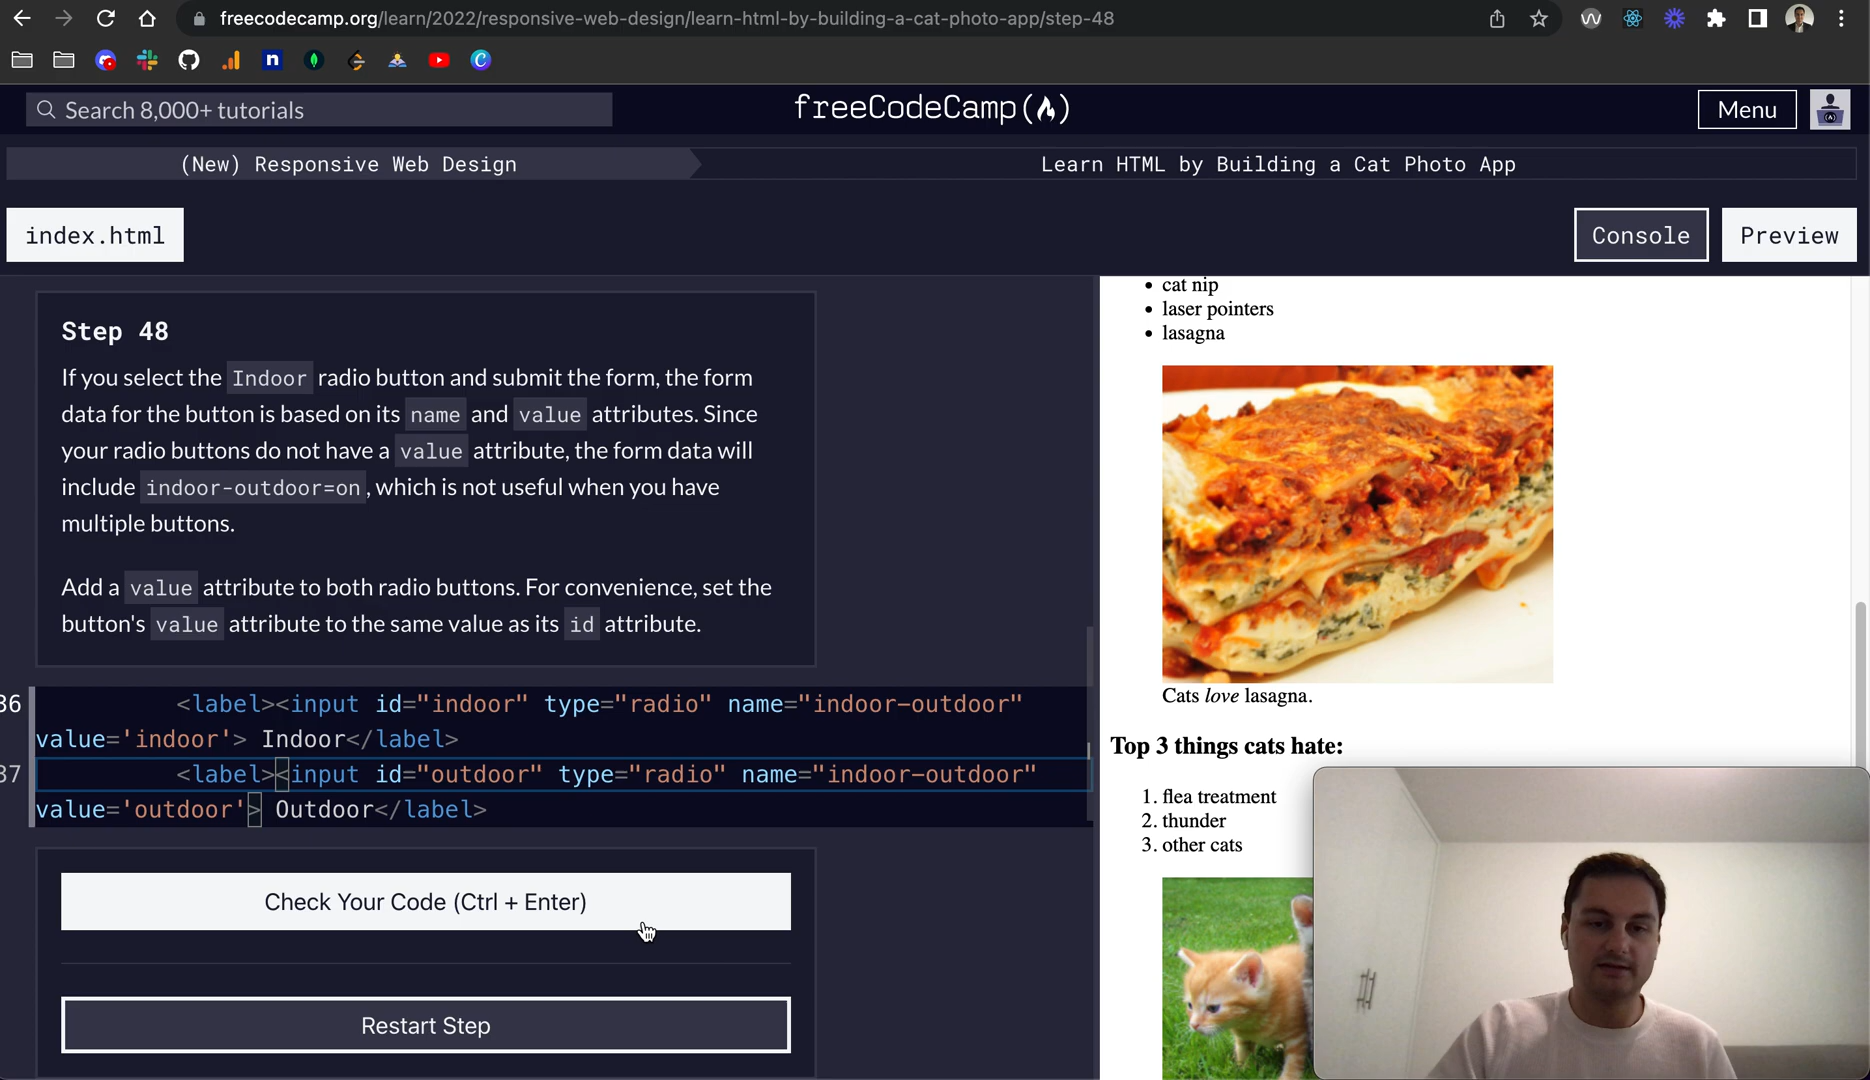 freecodecamp.org/learn/2022/responsive-web-design/learn-html-by-building-a-cat-photo-app/step-48
Search 8,000+ tutorials
freeCodeCamp
Menu
(New) Responsive Web Design
Learn HTML by Building a Cat Photo App
index.html
Console
Preview
Step 48
If you select the Indoor radio button and submit the form, the form
data for the button is based on its name and value attributes. Since
your radio buttons do not have a value attribute, the form data will
include indoor-outdoor=on, which is not useful when you have
multiple buttons.
Add a value attribute to both radio buttons. For convenience, set the
button's value attribute to the same value as its id attribute.
36 <label><input id="indoor" type="radio" name="indoor-outdoor"
value='indoor'> Indoor</label>
37 <label><input id="outdoor" type="radio" name="indoor-outdoor"
value='outdoor'> Outdoor</label>
Check Your Code (Ctrl + Enter)
Restart Step
• cat nip
• laser pointers
• lasagna
Cats love lasagna.
Top 3 things cats hate:
1. flea treatment
2. thunder
3. other cats